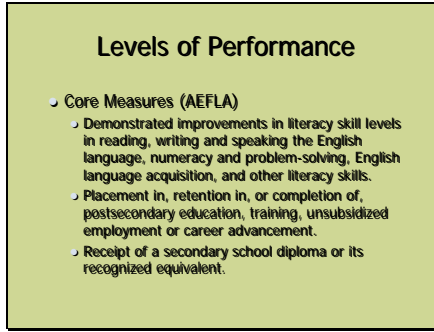 Levels of Performance
Core Measures (AEFLA)
Demonstrated improvements in literacy skill levels
in reading, writing and speaking the English
language, numeracy and problem-solving, English
language acquisition, and other literacy skills.
Placement in, retention in, or completion of,
postsecondary education, training, unsubsidized
employment or career advancement.
Receipt of a secondary school diploma or its
recognized equivalent.